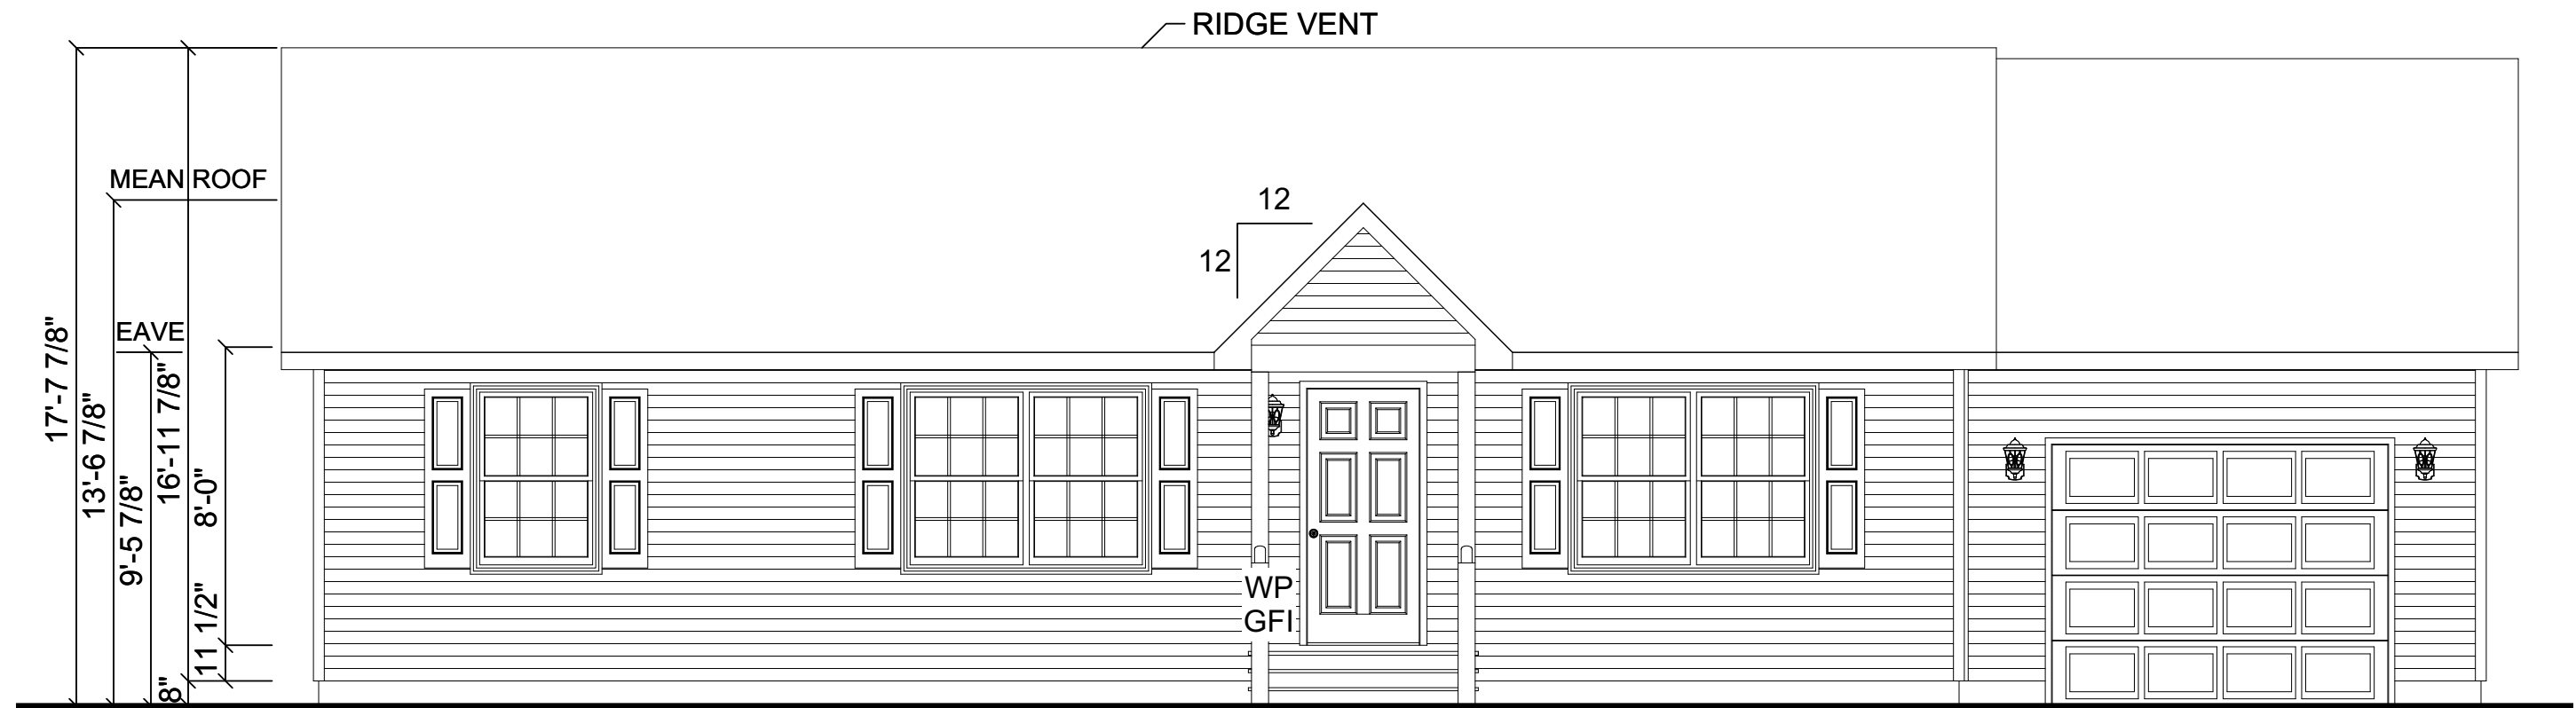 RIDGE VENT
MEAN ROOF
12
12
EAVE
17'-7 7/8"
13'-6 7/8"
9'-5 7/8"
16'-11 7/8"
8'-0"
11 1/2"
8"
WP
GFI